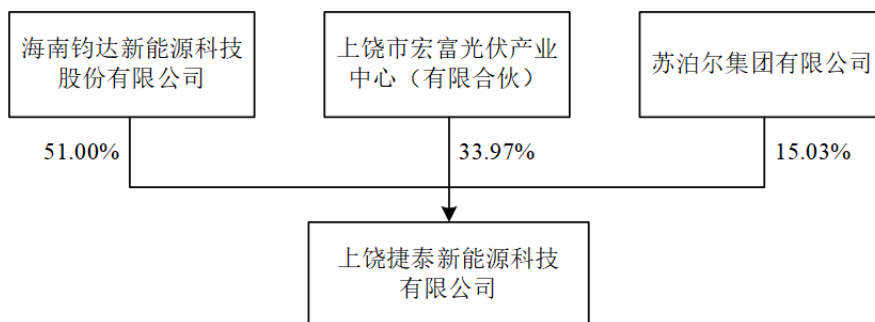 海南钧达新能源科技
股份有限公司
上饶市宏富光伏产业
中心（有限合伙）
苏泊尔集团有限公司
51.00%
33.97%
15.03%
上饶捷泰新能源科技
有限公司